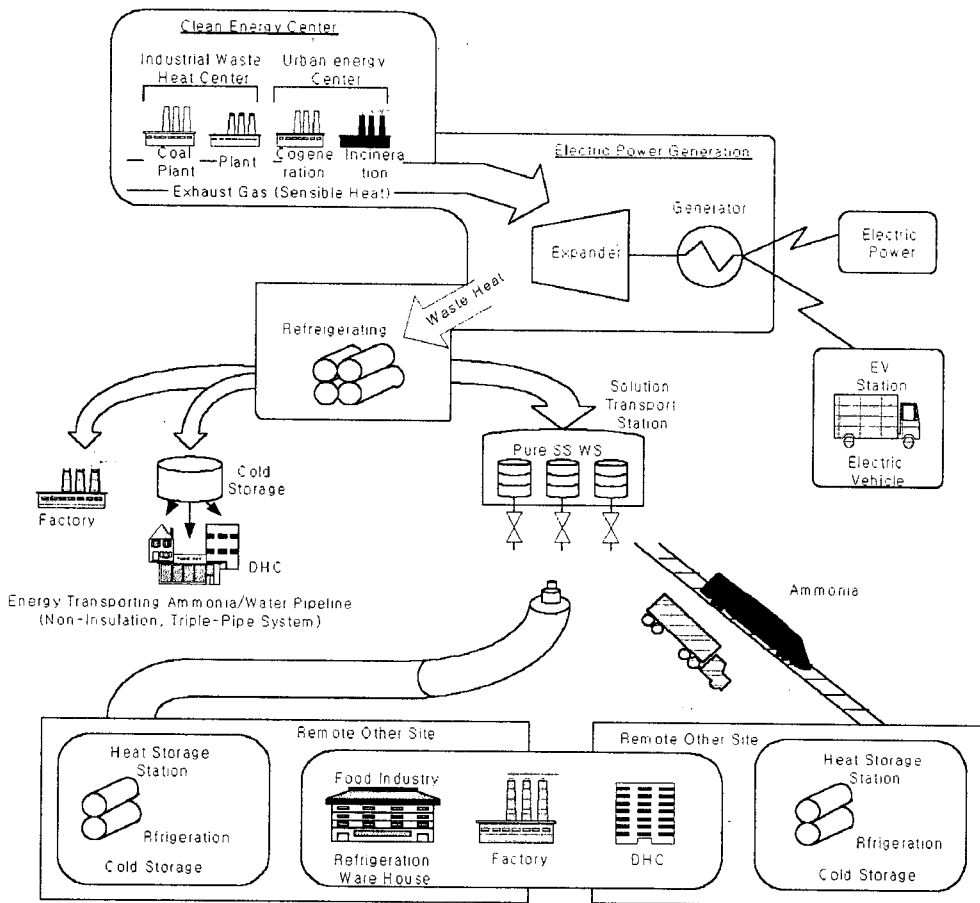 Clean Energy Center
Industrial Waste
Heat Center
Urban energy
Center
Coal
Plant
Plant
Cogene
ration
Incinera
tion
Exhaust Gas (Sensible Heat)
Electric Power Generation
Generator
Expander
Electric
Power
Waste Heat
Refreigerating
EV
Station
Electric
Vehicle
Solution
Transport
Station
Pure SS WS
Cold
Storage
Factory
DHC
Energy Transporting Ammonia/Water Pipeline
(Non-Insulation, Triple-Pipe System)
Ammonia
Remote Other Site
Heat Storage
Station
Rfrigeration
Cold Storage
Food Industry
Refrigeration
Ware House
Factory
DHC
Remote Other Site
Heat Storage
Station
Rfrigeration
Cold Storage